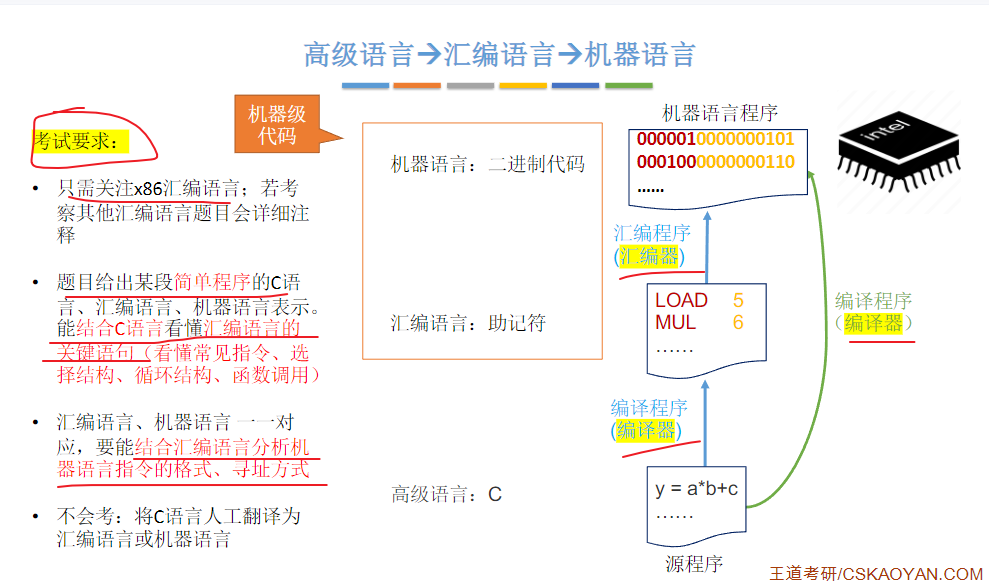 高级语言→汇编语言→机器语言
考试要求：
• 只需关注x86汇编语言；若考
察其他汇编语言题目会详细注
释
• 题目给出某段简单程序的C语
言、汇编语言、机器语言表示。
能结合C语言看懂汇编语言的
关键语句（看懂常见指令、选
择结构、循环结构、函数调用）
• 汇编语言、机器语言一一对
应，要能结合汇编语言分析机
器语言指令的格式、寻址方式
• 不会考：将C语言人工翻译为
汇编语言或机器语言
机器级
代码
机器语言：二进制代码
汇编语言：助记符
高级语言：C
机器语言程序
000001 0000000101
000100 0000000110
......
汇编程序
(汇编器)
LOAD 5
MUL 6
……
编译程序
(编译器)
y = a*b+c
……
源程序
编译程序
（编译器）
intel
王道考研/CSKAOYAN.COM